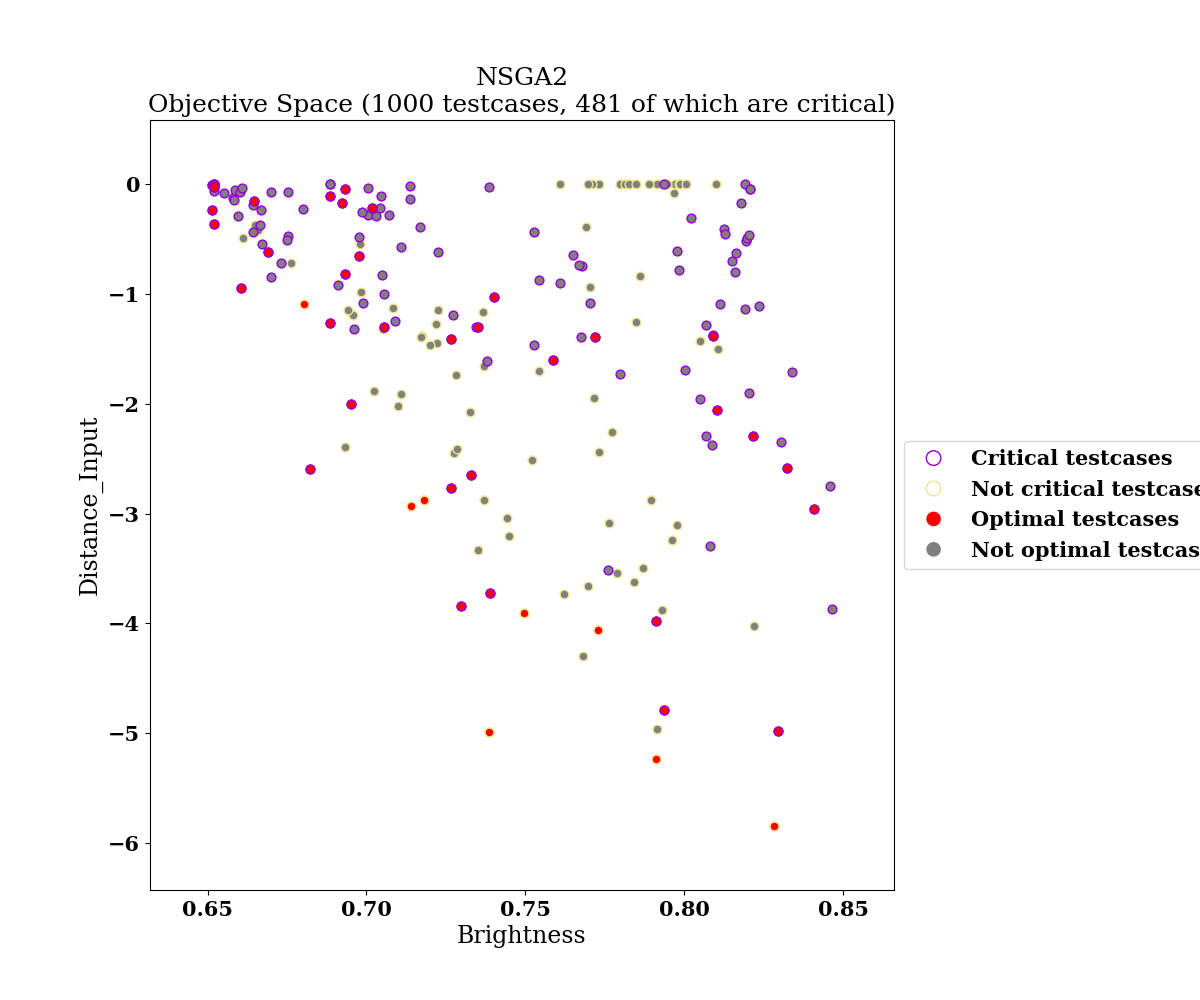 NSGA2
Objective Space (1000 testcases, 481 of which are critical)
0
−1
−2
−3
−4
−5
−6
Distance_Input
0.65 0.70 0.75 0.80 0.85
Brightness
Critical testcases
Not critical testcase
Optimal testcases
Not optimal testcas